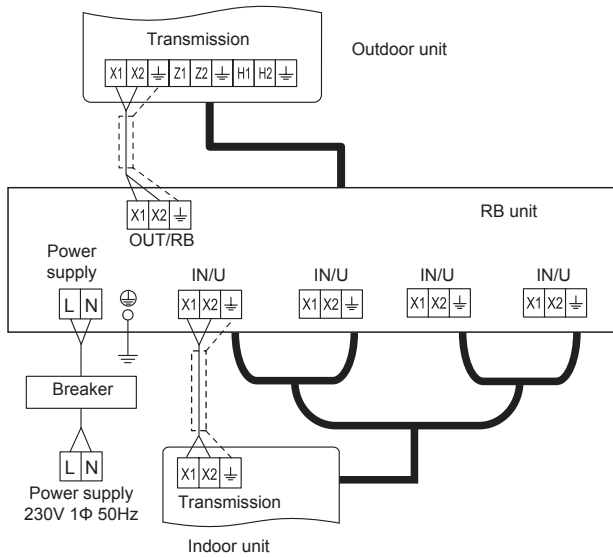 Transmission
Outdoor unit
X1 X2 Z1 Z2 H1 H2
X1 X2
RB unit
OUT/RB
Power
supply
IN/U IN/U IN/U IN/U
L N X1 X2 X1 X2 X1 X2 X1 X2
Breaker
L N X1 X2
Power supply Transmission
230V 1Φ 50Hz
Indoor unit